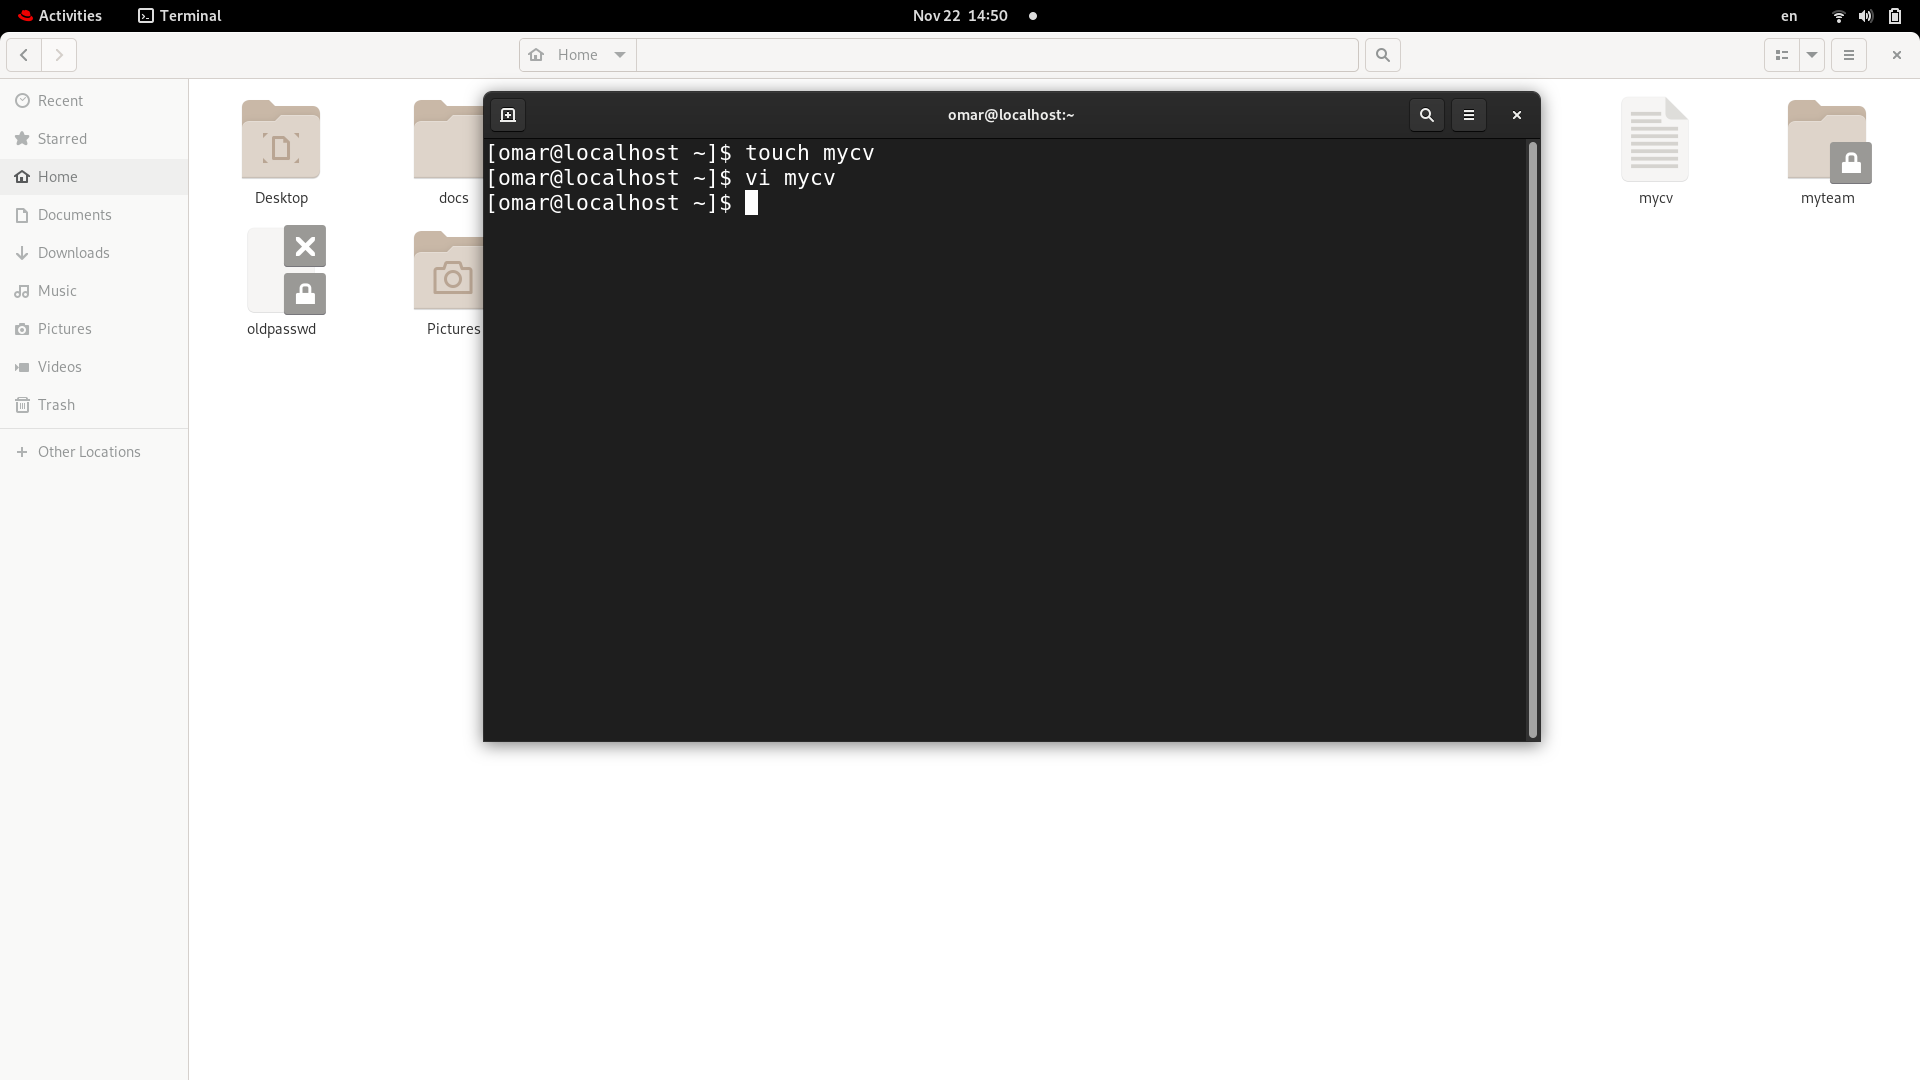 Activities
Terminal
Nov 22 14:50
en
Home
Recent
Starred
Home
Documents
Downloads
Music
Pictures
Videos
Trash
Other Locations
Desktop
docs
mycv
myteam
oldpasswd
Pictures
omar@localhost:~
[omar@localhost ~]$ touch mycv
[omar@localhost ~]$ vi mycv
[omar@localhost ~]$